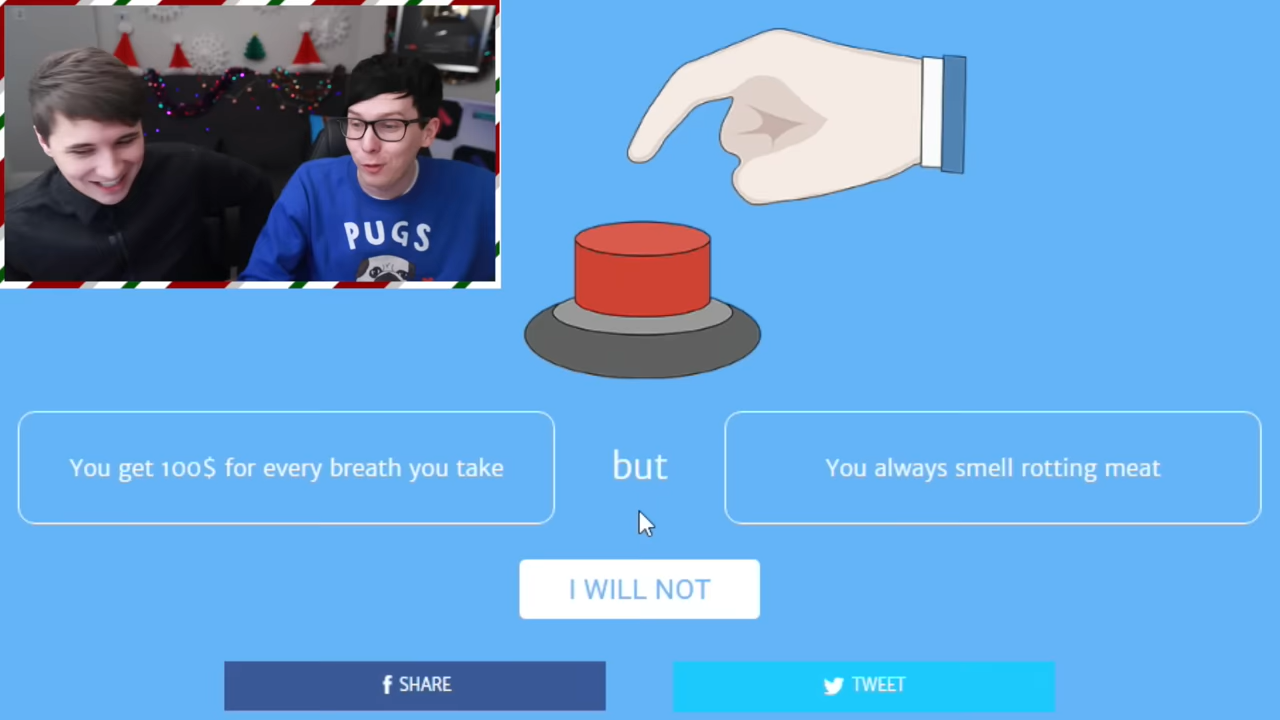 PUGS
You get 100$ for every breath you take
but
You always smell rotting meat
I WILL NOT
SHARE
TWEET